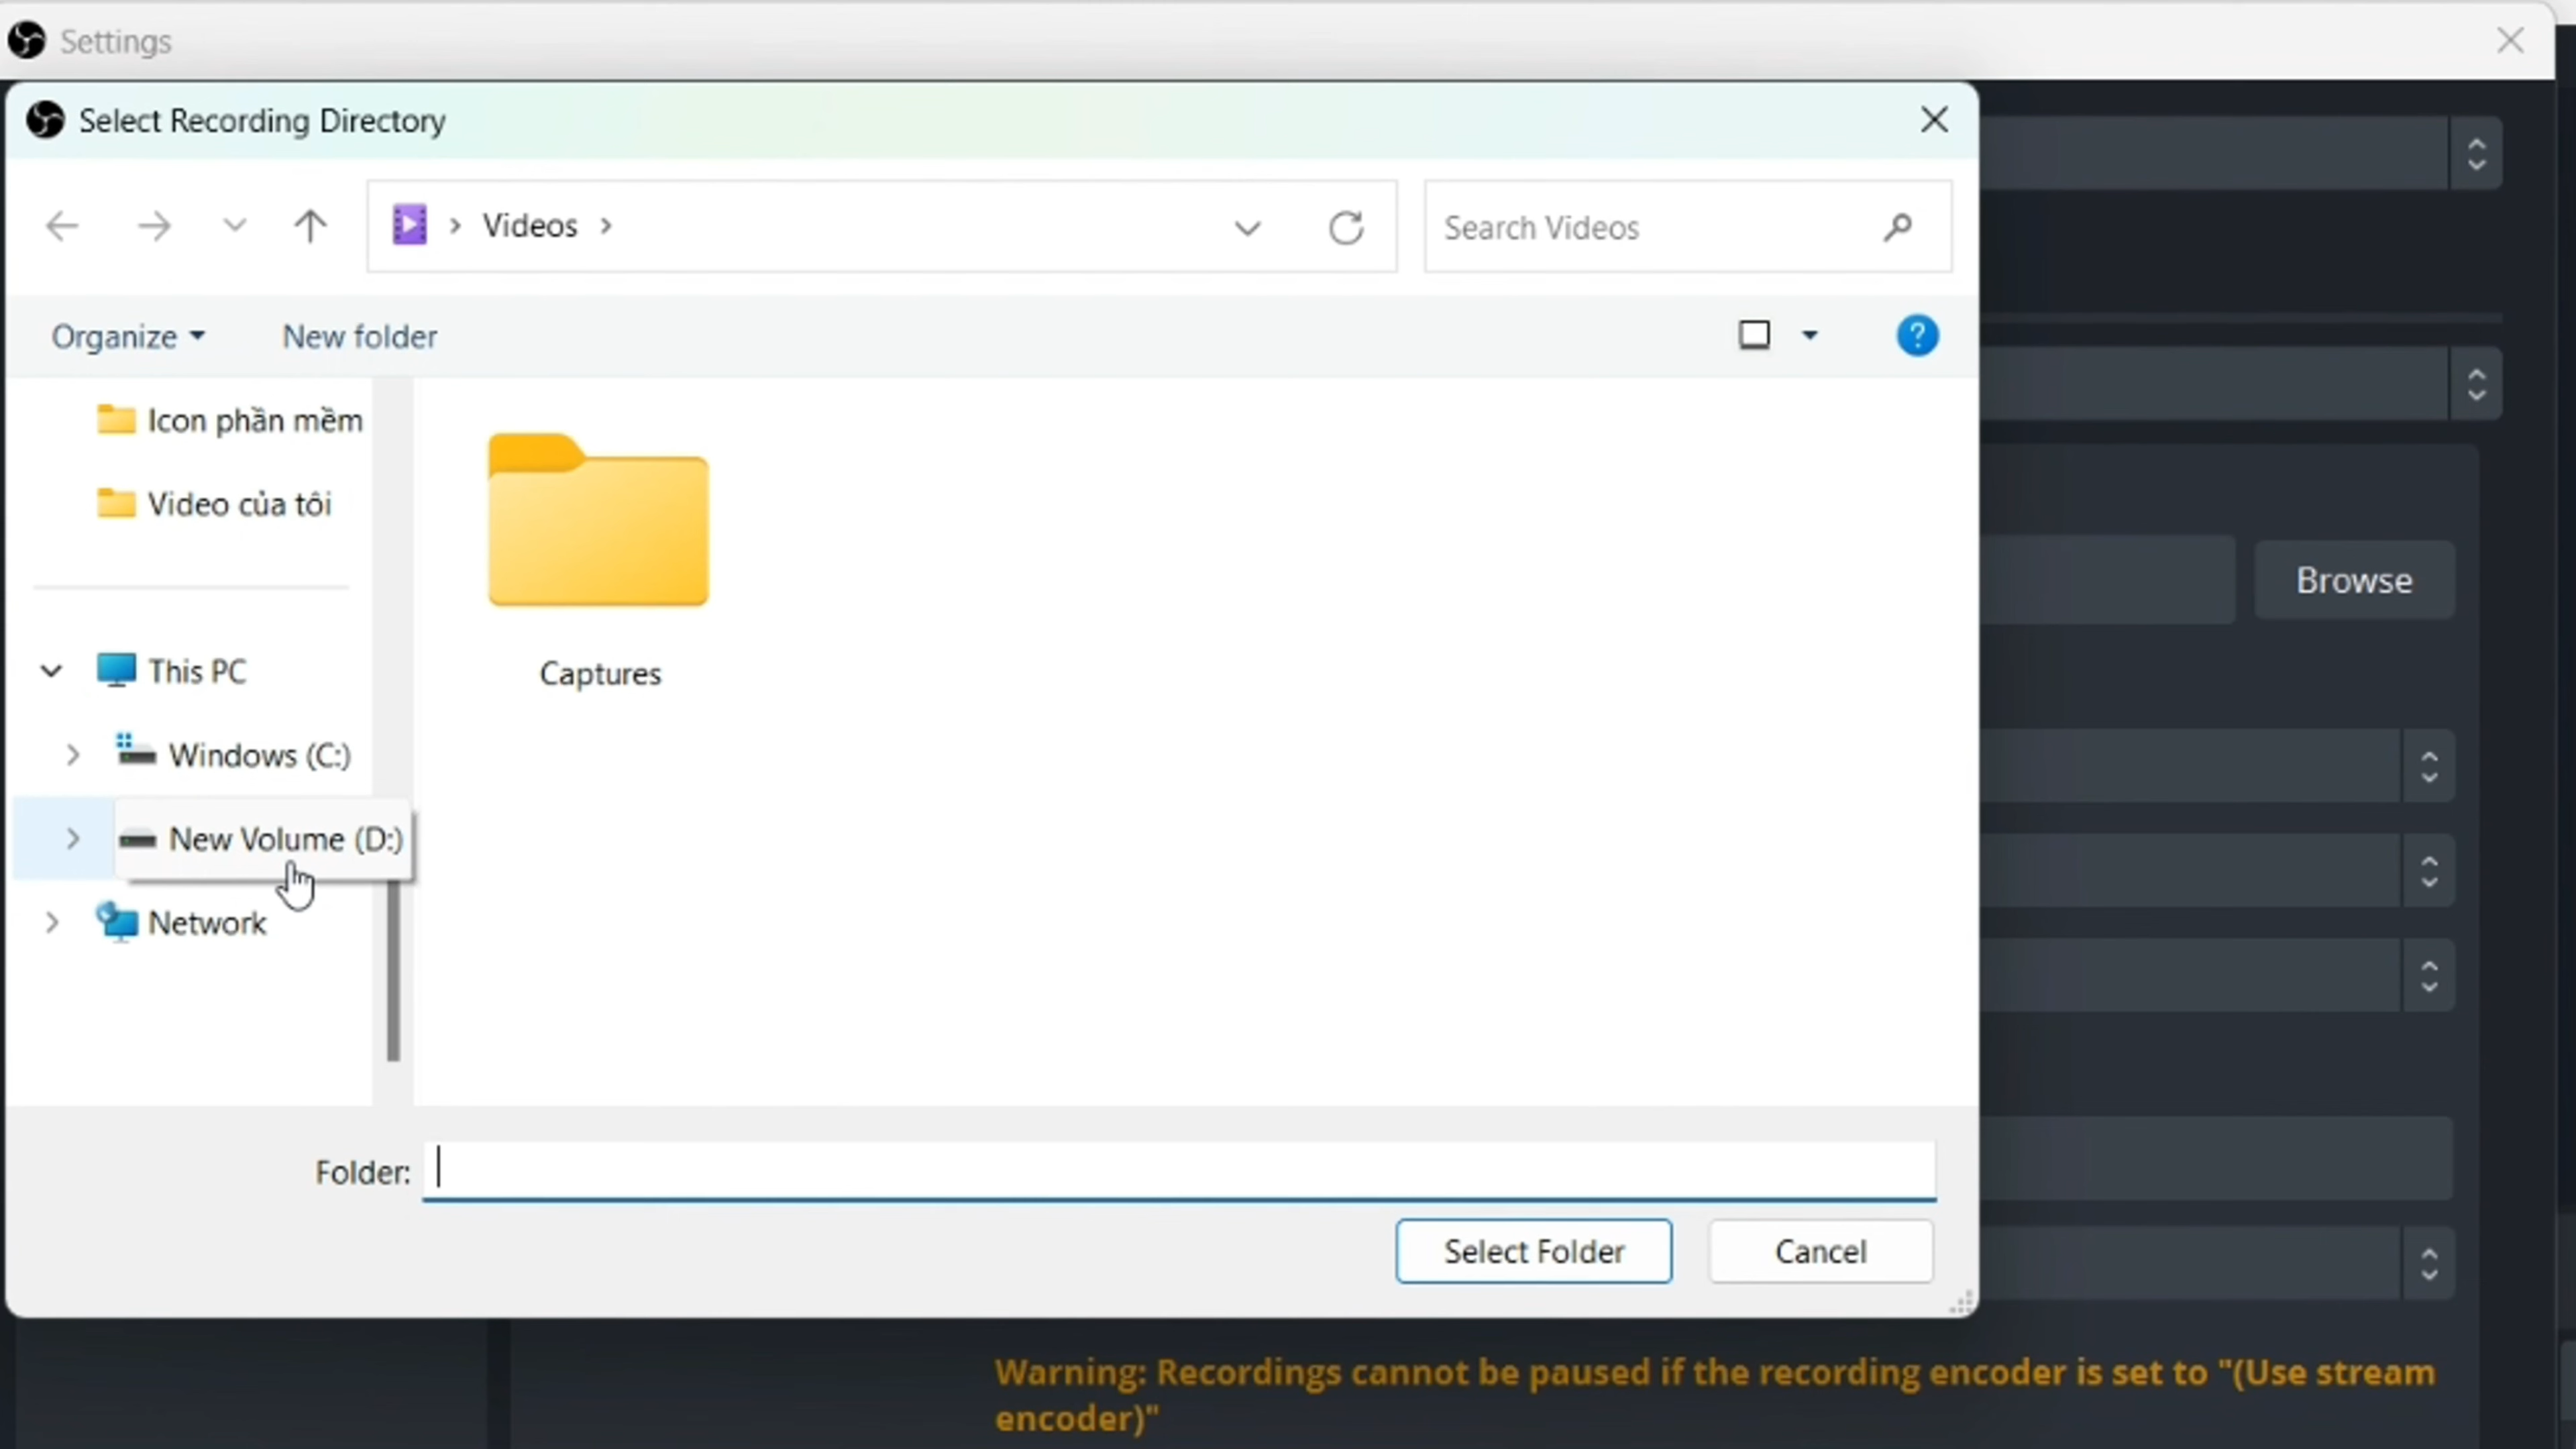 Settings
Select Recording Directory
Videos
Search Videos
Organize
New folder
Icon phần mềm
Video của tôi
This PC
Windows (C:)
New Volume (D:)
Network
Captures
Browse
Folder:
Select Folder
Cancel
Warning: Recordings cannot be paused if the recording encoder is set to "(Use stream
encoder)"